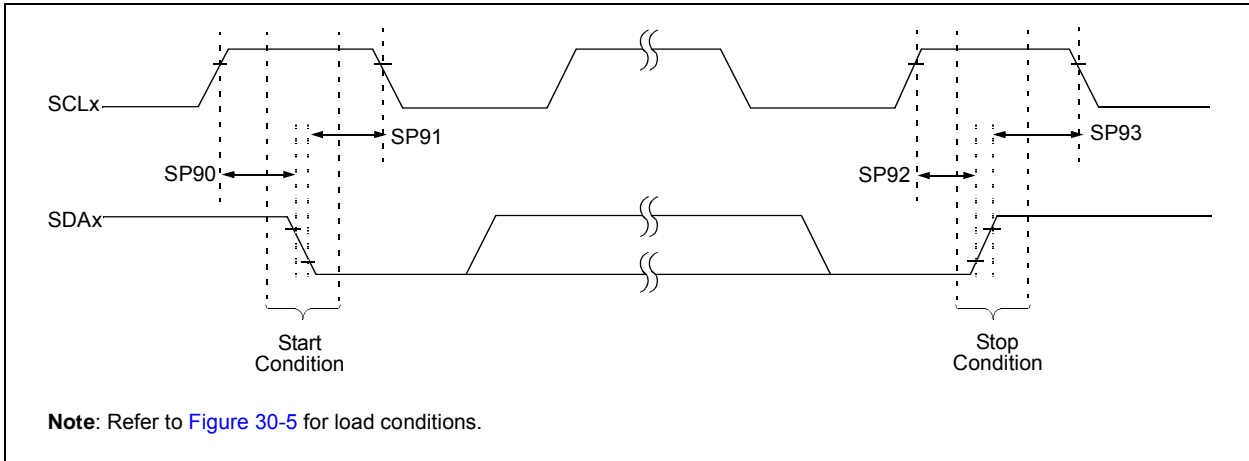 SCLx
SP91
SP93
SP90
SP92
SDAx
Start
Condition
Stop
Condition
Note: Refer to Figure 30-5 for load conditions.